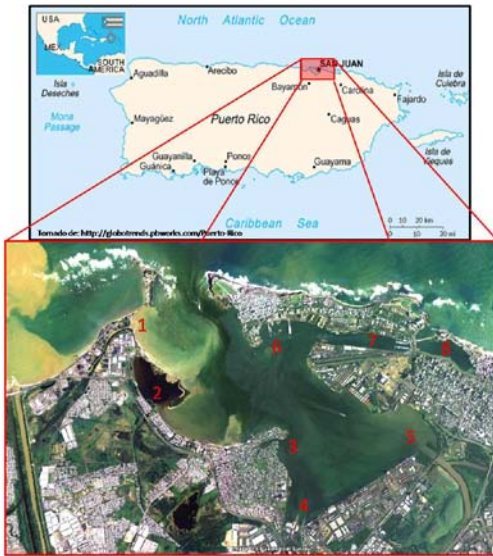 North Atlantic Ocean
USA
MEX.
SOUTH
AMERICA
SAN JUAN
Aguadilla
Arecibo
Isla
Desecheo
Bayamón
Carolina
Isla de
Culebra
Fajardo
Mona
Passage
Mayagüez
Puerto Rico
Caguas
Guayanilla
Ponce
Guánica
Playa
de Ponce
Guayama
Isla de
Vieques
Caribbean Sea
0 10 20 km
0 10 20 mi
Tomado de: http://globotrends.pbworks.com/Puerto-Rico
1
2
3
4
5
6
7
8